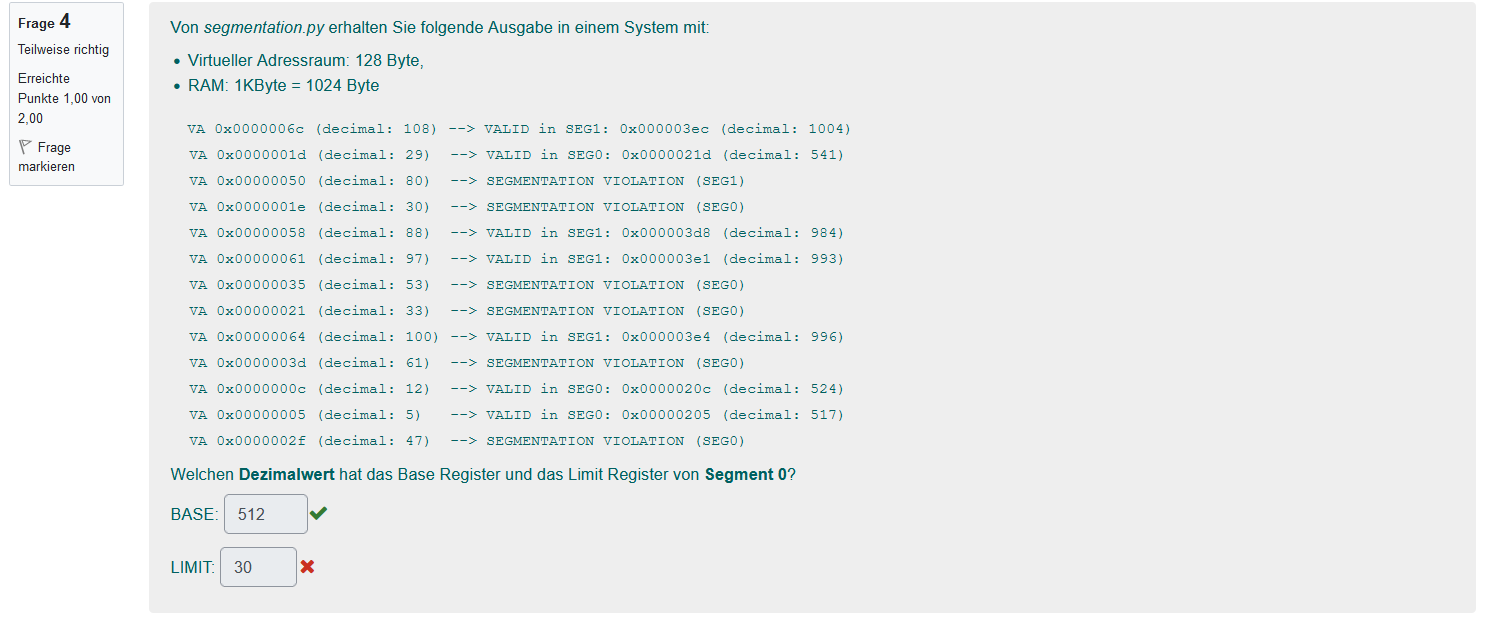 Frage 4
Teilweise richtig
Erreichte
Punkte 1,00 von
2,00
Frage
markieren
Von segmentation.py erhalten Sie folgende Ausgabe in einem System mit:
• Virtueller Adressraum: 128 Byte,
• RAM: 1KByte = 1024 Byte
VA 0x0000006c (decimal: 108) --> VALID in SEG1: 0x000003ec (decimal: 1004)
VA 0x0000001d (decimal: 29) --> VALID in SEG0: 0x0000021d (decimal: 541)
VA 0x00000050 (decimal: 80) --> SEGMENTATION VIOLATION (SEG1)
VA 0x0000001e (decimal: 30) --> SEGMENTATION VIOLATION (SEG0)
VA 0x00000058 (decimal: 88) --> VALID in SEG1: 0x000003d8 (decimal: 984)
VA 0x00000061 (decimal: 97) --> VALID in SEG1: 0x000003e1 (decimal: 993)
VA 0x00000035 (decimal: 53) --> SEGMENTATION VIOLATION (SEG0)
VA 0x00000021 (decimal: 33) --> SEGMENTATION VIOLATION (SEG0)
VA 0x00000064 (decimal: 100) --> VALID in SEG1: 0x000003e4 (decimal: 996)
VA 0x0000003d (decimal: 61) --> SEGMENTATION VIOLATION (SEG0)
VA 0x0000000c (decimal: 12) --> VALID in SEG0: 0x0000020c (decimal: 524)
VA 0x00000005 (decimal: 5) --> VALID in SEG0: 0x00000205 (decimal: 517)
VA 0x0000002f (decimal: 47) --> SEGMENTATION VIOLATION (SEG0)
Welchen Dezimalwert hat das Base Register und das Limit Register von Segment 0?
BASE: 512
LIMIT: 30